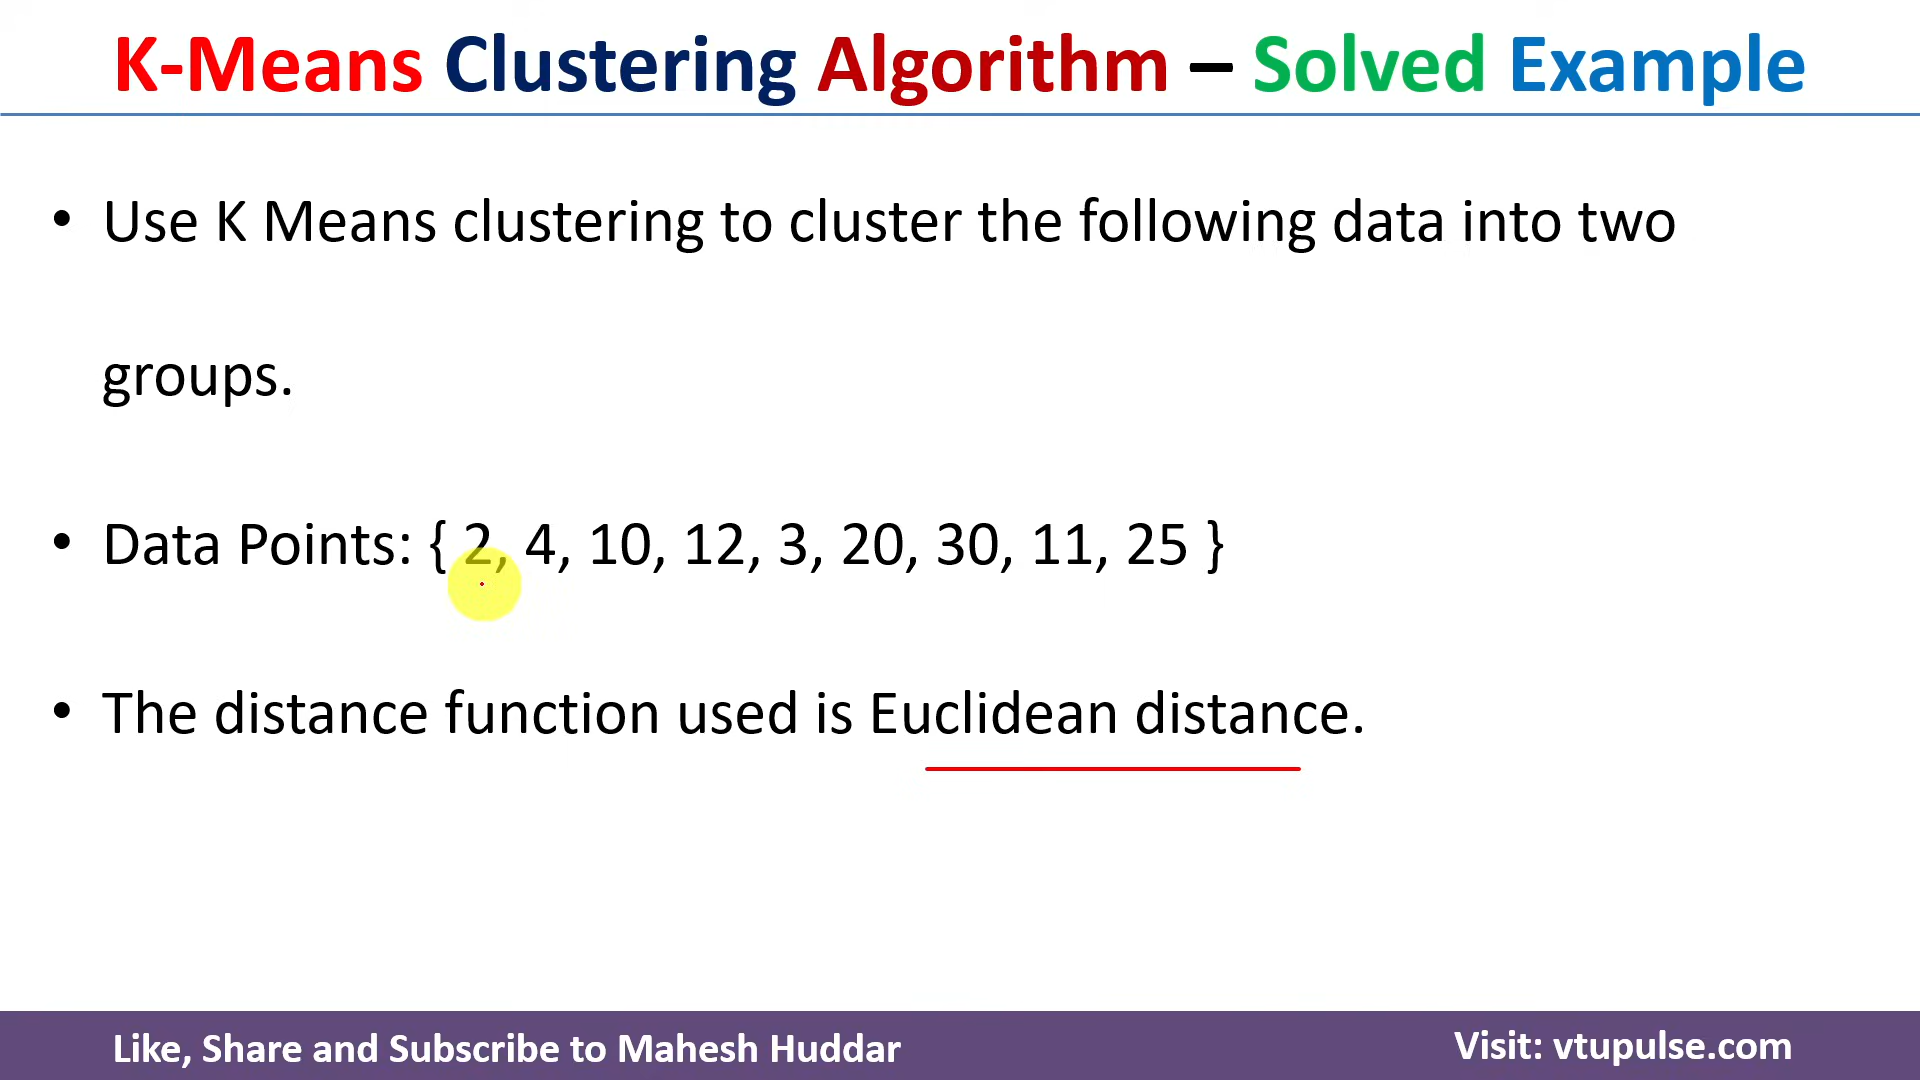 K-Means Clustering Algorithm – Solved Example
• Use K Means clustering to cluster the following data into two
groups.
• Data Points: { 2, 4, 10, 12, 3, 20, 30, 11, 25 }
• The distance function used is Euclidean distance.
Like, Share and Subscribe to Mahesh Huddar
Visit: vtupulse.com